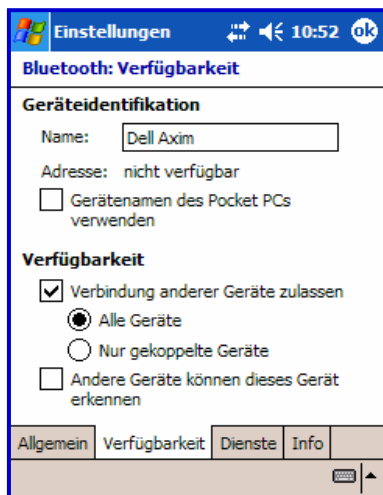 Einstellungen 10:52 ok
Bluetooth: Verfügbarkeit
Geräteidentifikation
Name: Dell Axim
Adresse: nicht verfügbar
Gerätenamen des Pocket PCs
verwenden
Verfügbarkeit
Verbindung anderer Geräte zulassen
Alle Geräte
Nur gekoppelte Geräte
Andere Geräte können dieses Gerät
erkennen
Allgemein Verfügbarkeit Dienste Info